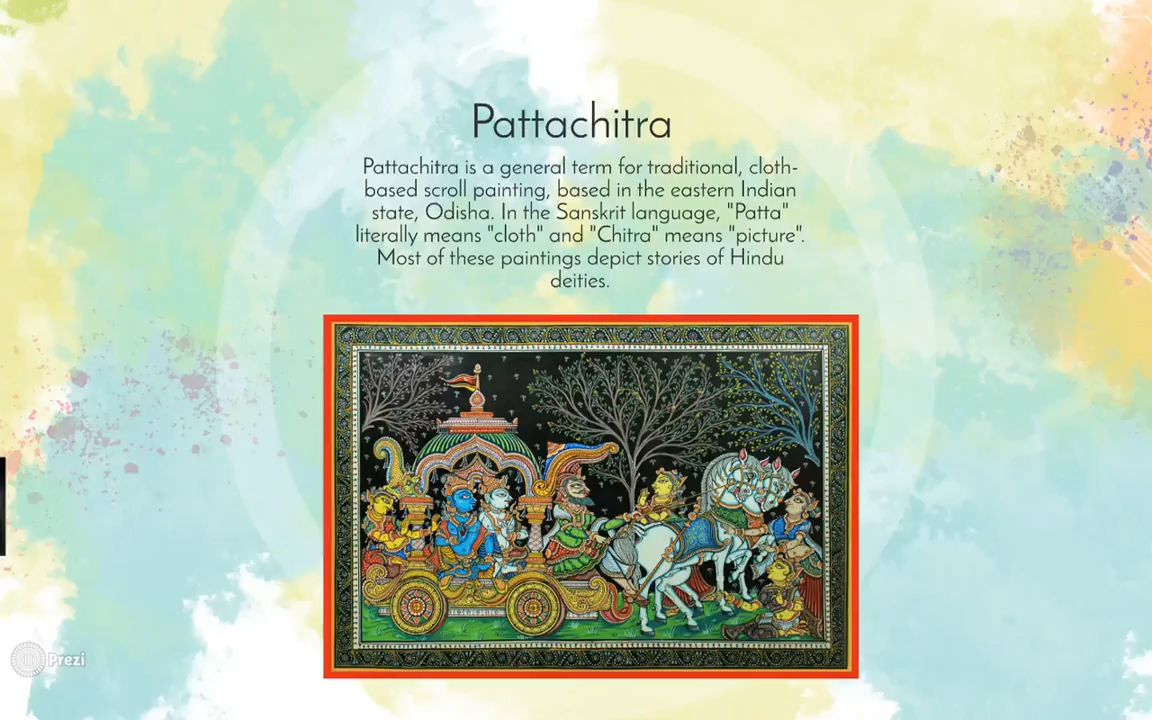 Pattachitra
Pattachitra is a general term for traditional, cloth-
based scroll painting, based in the eastern Indian
state, Odisha. In the Sanskrit language, "Patta"
literally means "cloth" and "Chitra" means "picture".
Most of these paintings depict stories of Hindu
deities.
Prezi